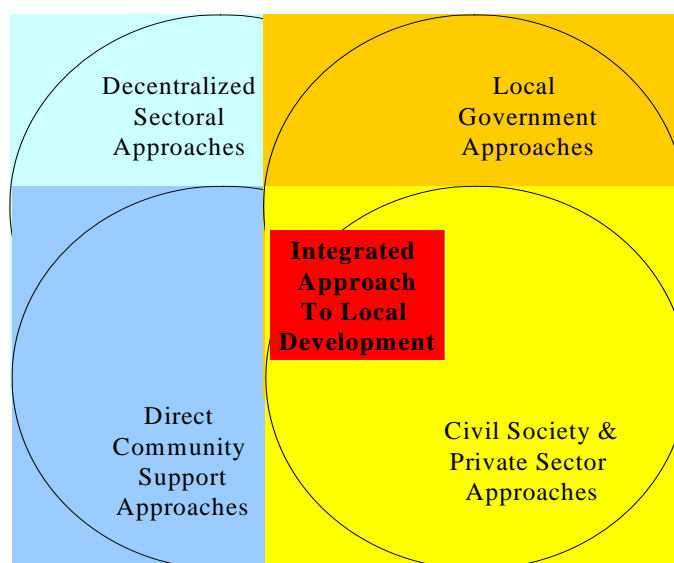 Decentralized
Sectoral
Approaches
Local
Government
Approaches
Integrated
Approach
To Local
Development
Direct
Community
Support
Approaches
Civil Society &
Private Sector
Approaches